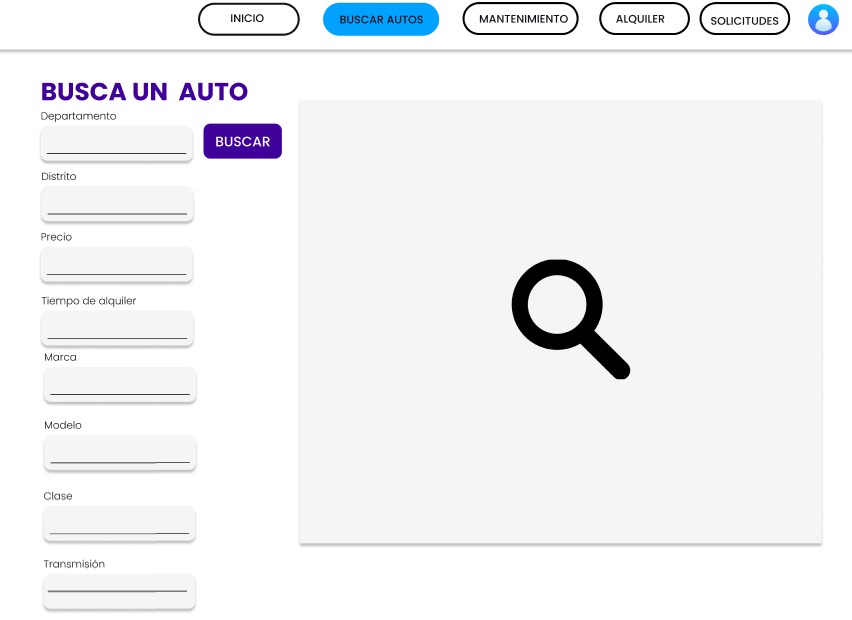 INICIO
BUSCAR AUTOS
MANTENIMIENTO
ALQUILER
SOLICITUDES
BUSCA UN AUTO
Departamento
BUSCAR
Distrito
Precio
Tiempo de alquiler
Marca
Modelo
Clase
Transmisión